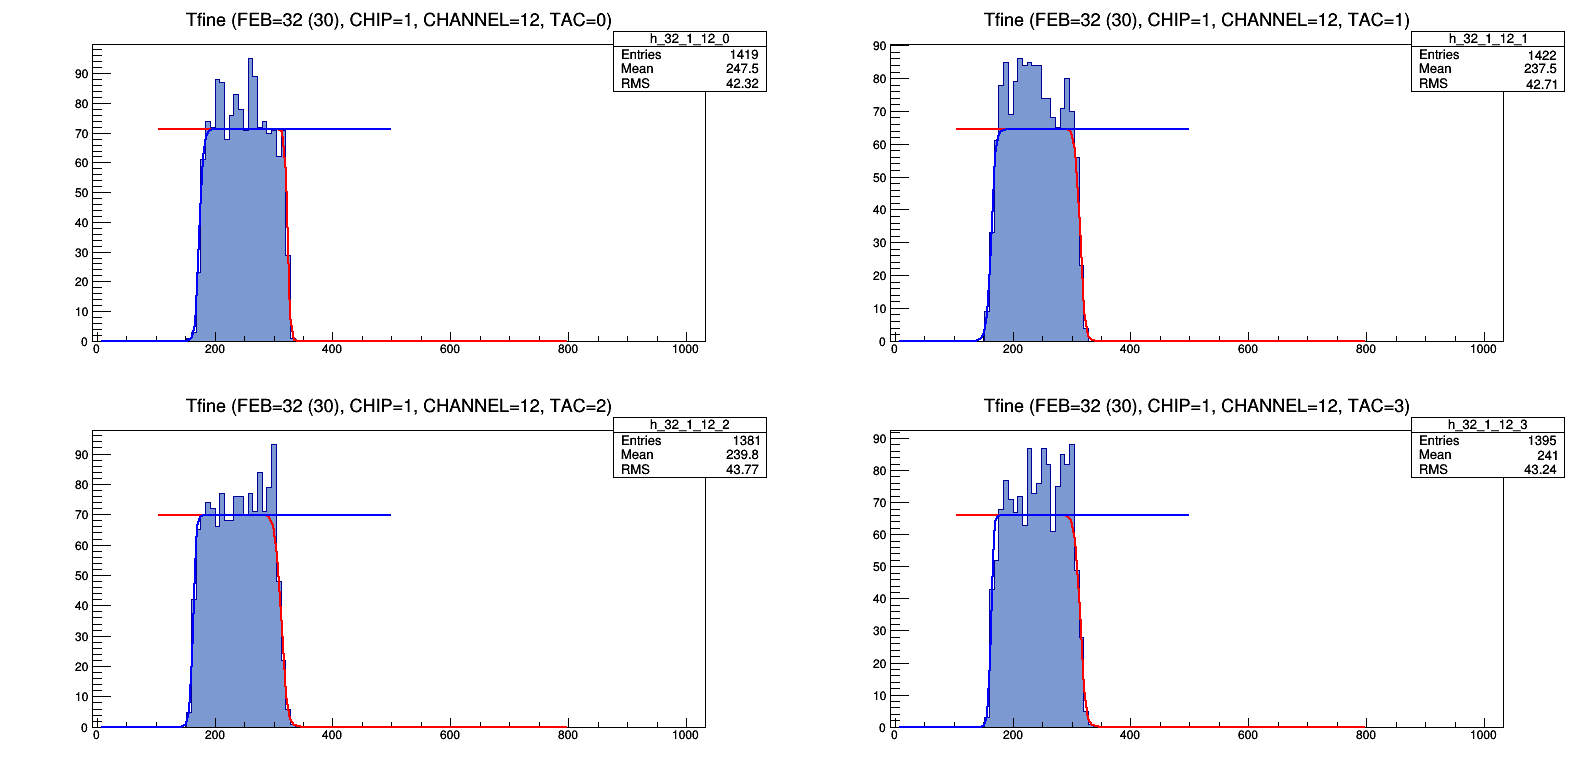 Tfine (FEB=32 (30), CHIP=1, CHANNEL=12, TAC=0)
h_32_1_12_0
Entries 1419
Mean 247.5
RMS 42.32
90
80
70
60
50
40
30
20
10
0
0 200 400 600 800 1000
Tfine (FEB=32 (30), CHIP=1, CHANNEL=12, TAC=1)
h_32_1_12_1
Entries 1422
Mean 237.5
RMS 42.71
90
80
70
60
50
40
30
20
10
0
0 200 400 600 800 1000
Tfine (FEB=32 (30), CHIP=1, CHANNEL=12, TAC=2)
h_32_1_12_2
Entries 1381
Mean 239.8
RMS 43.77
90
80
70
60
50
40
30
20
10
0
0 200 400 600 800 1000
Tfine (FEB=32 (30), CHIP=1, CHANNEL=12, TAC=3)
h_32_1_12_3
Entries 1395
Mean 241
RMS 43.24
90
80
70
60
50
40
30
20
10
0
0 200 400 600 800 1000